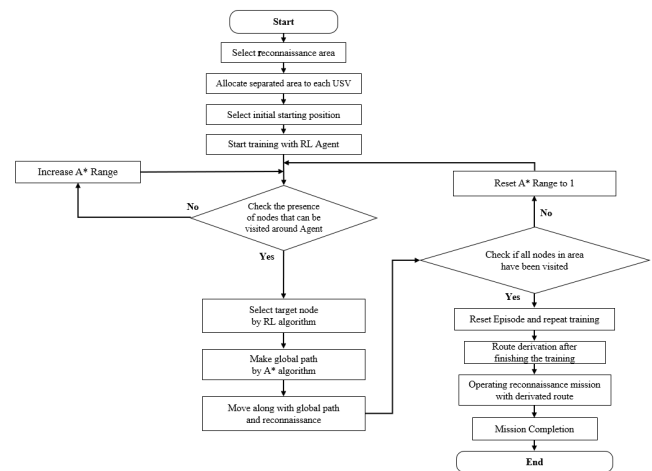 Start
Select reconnaissance area
Allocate separated area to each USV
Select initial starting position
Start training with RL Agent
Increase A* Range
No
Check the presence
of nodes that can be
visited around Agent
Yes
Select target node
by RL algorithm
Make global path
by A* algorithm
Move along with global path
and reconnaissance
Reset A* Range to 1
No
Check if all nodes in area
have been visited
Yes
Reset Episode and repeat training
Route derivation after
finishing the training
Operating reconnaissance mission
with derivated route
Mission Completion
End